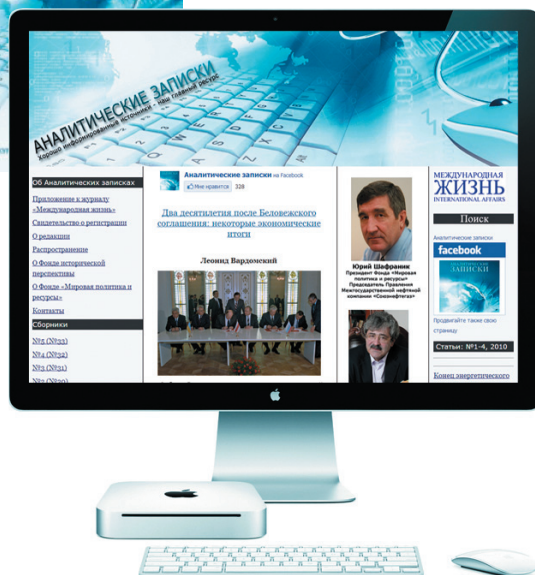 АНАЛИТИЧЕСКИЕ ЗАПИСКИ
Хорошо информированные источники - наш главный ресурс
Об Аналитических записках
Приложение к журналу
«Международная жизнь»
Свидетельство о регистрации
О редакции
Распространение
О Фонде исторической
перспективы
О Фонде «Мировая политика и
ресурсы»
Контакты
Сборники
№5 (№33)
№4 (№32)
№3 (№31)
№2 (№30)
Аналитические записки на Facebook
Мне нравится 328
Два десятилетия после Беловежского
соглашения: некоторые экономические
итоги
Леонид Вардомский
Юрий Шафраник
Президент Фонда «Мировая
политика и ресурсы»
Председатель Правления
Межгосударственной нефтяной
компании «Союзнефтегаз»
МЕЖДУНАРОДНАЯ
ЖИЗНЬ
INTERNATIONAL AFFAIRS
Поиск
Аналитические записки
facebook
ЗАПИСКИ
Продвигайте также свою
страницу
Статьи: №1-4, 2010
Конец энергетического